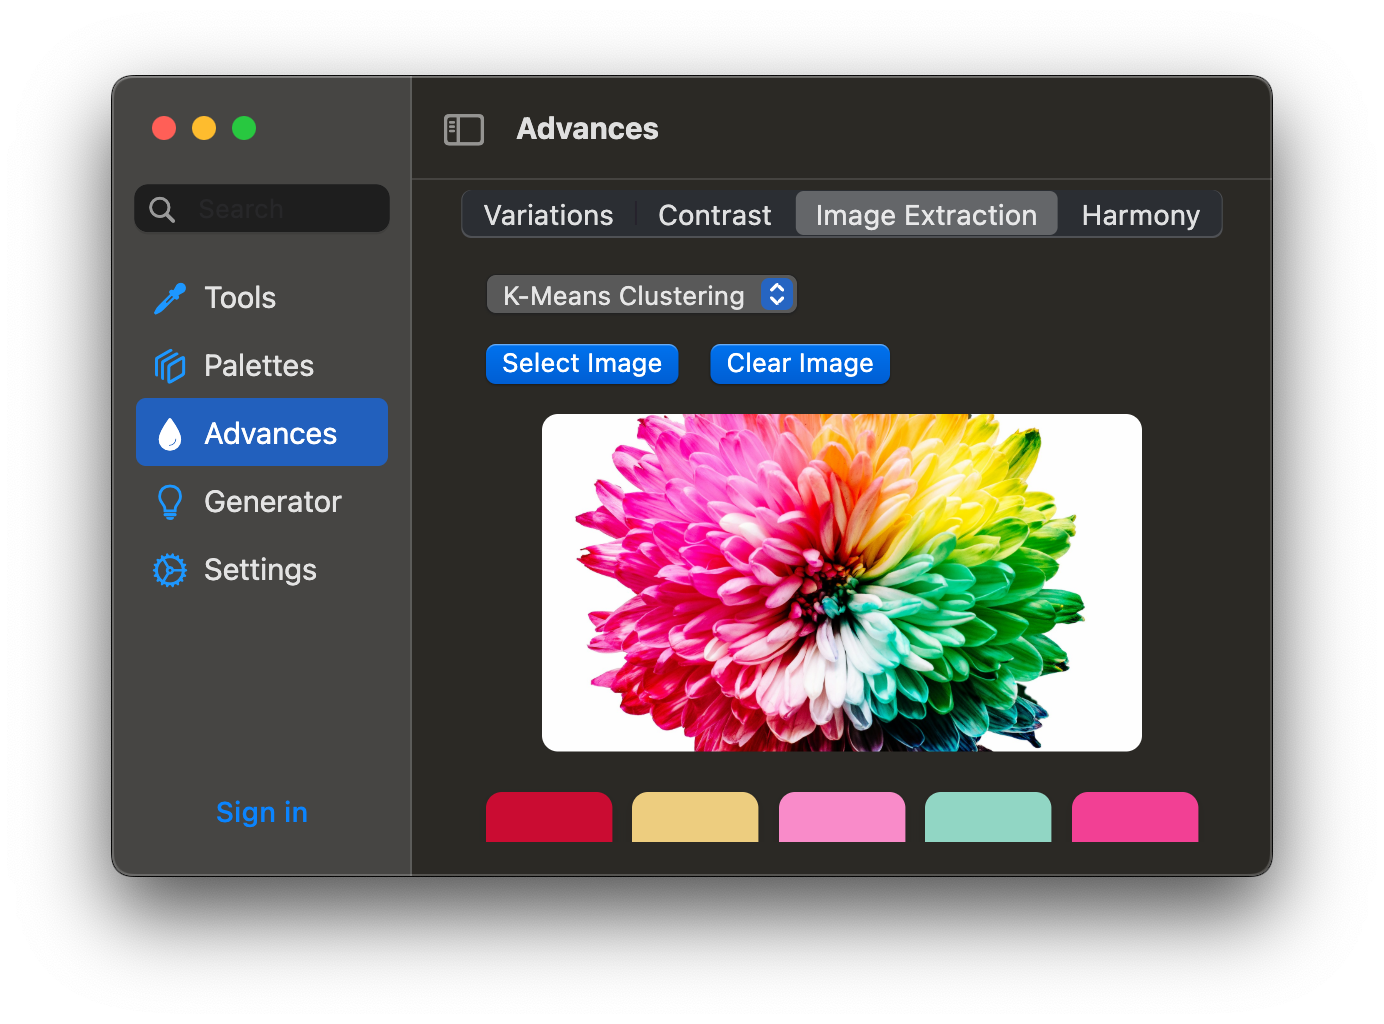 Advances
Search
Variations
Contrast
Image Extraction
Harmony
K-Means Clustering
Select Image
Clear Image
Tools
Palettes
Advances
Generator
Settings
Sign in